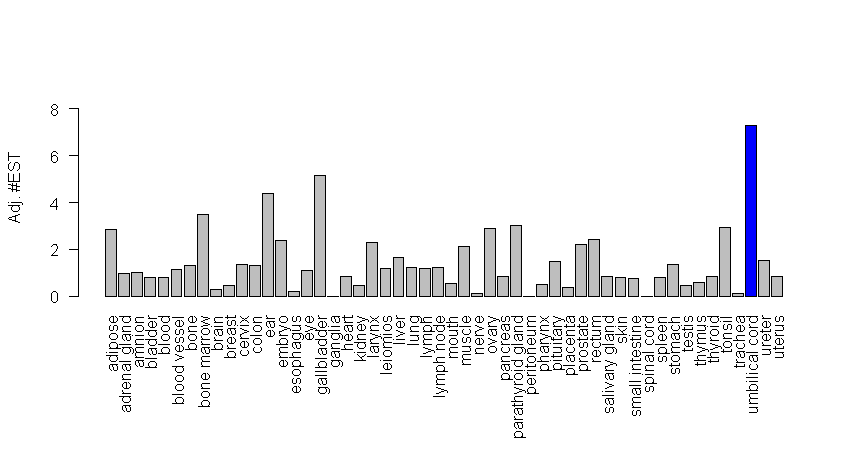 Adj. #EST
8
6
4
2
0
adipose
adrenal gland
amnion
bladder
blood
blood vessel
bone
bone marrow
brain
breast
cervix
colon
ear
embryo
esophagus
eye
gallbladder
ganglia
heart
kidney
larynx
leiomios
liver
lung
lymph
lymph node
mouth
muscle
nerve
ovary
pancreas
parathyroid gland
peritoneum
pharynx
pituitary
placenta
prostate
rectum
salivary gland
skin
small intestine
spinal cord
spleen
stomach
testis
thymus
thyroid
tonsil
trachea
umbilical cord
ureter
uterus